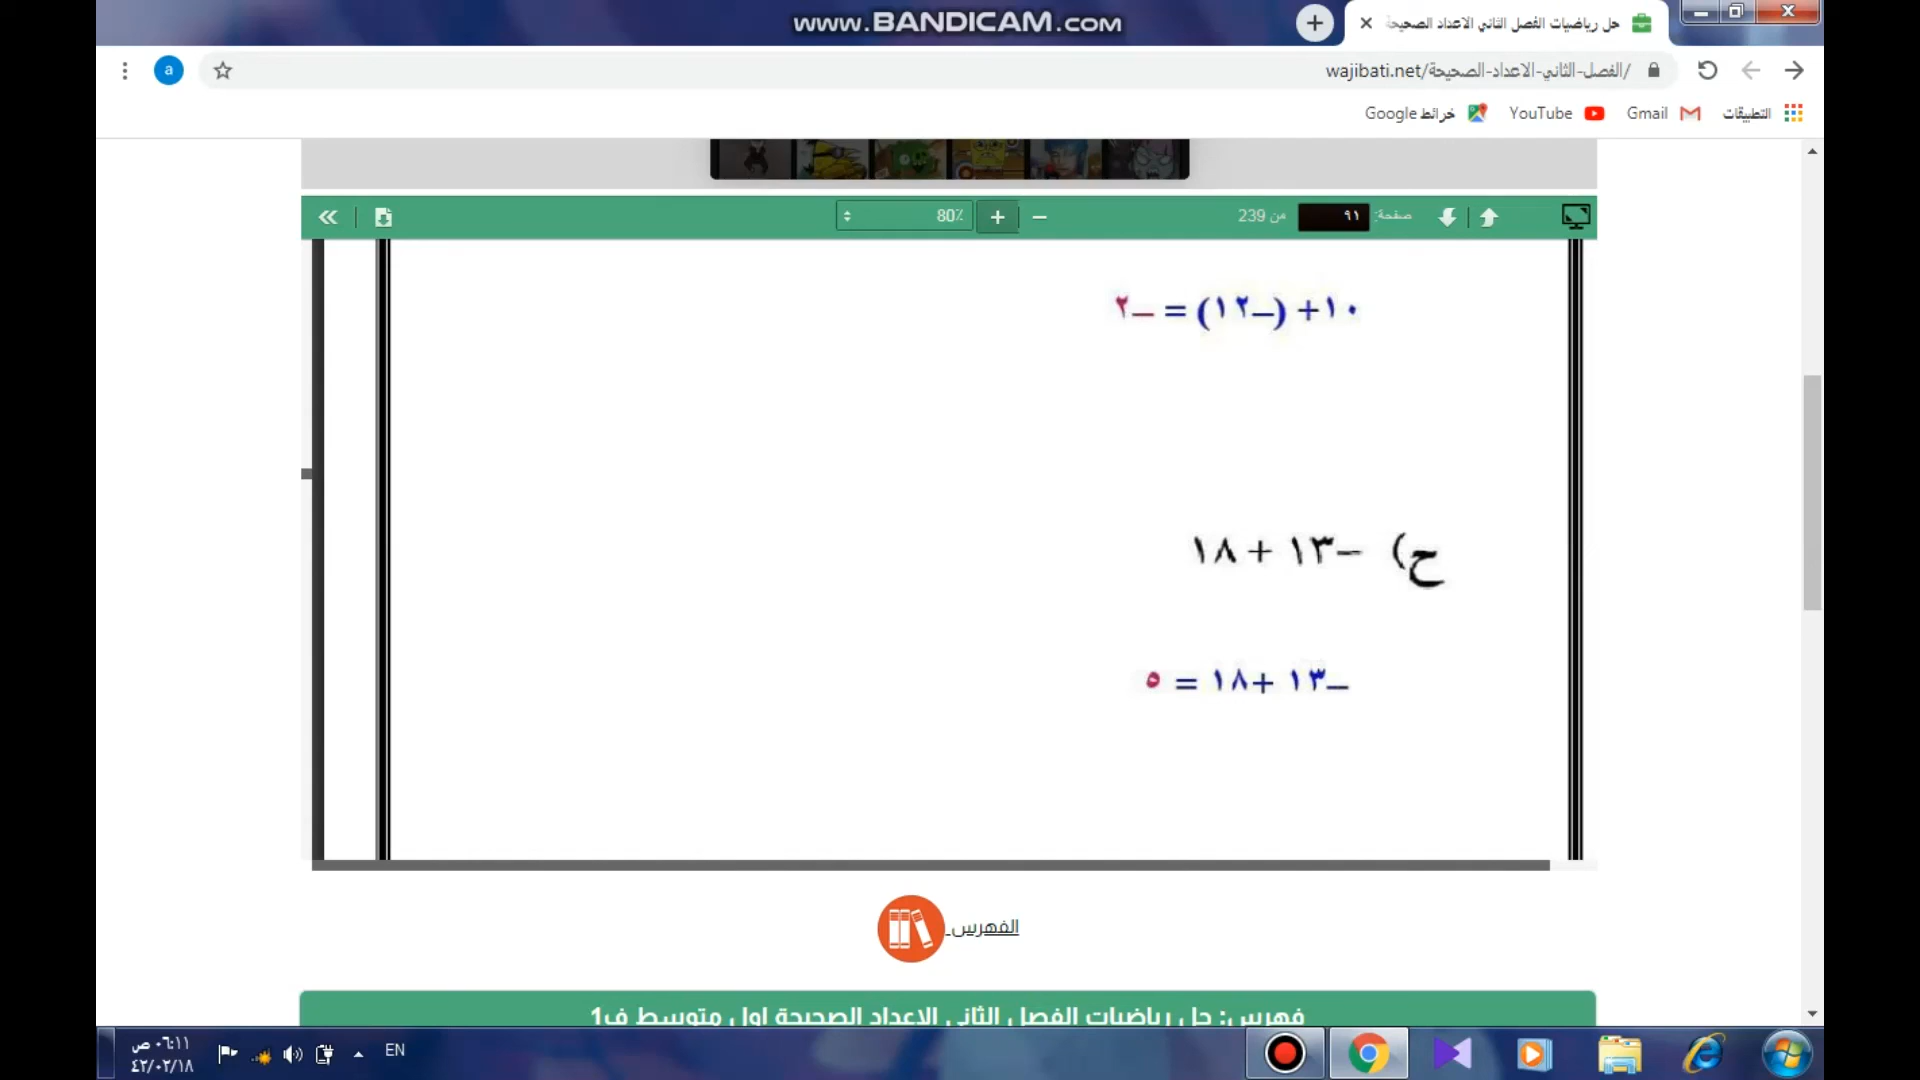 www.BANDICAM.com
حل رياضيات الفصل الثاني الاعداد الصحيحة
wajibati.net/الفصل-الثاني-الاعداد-الصحيحة/
a
التطبيقات
Gmail
YouTube
خرائط Google
صفحة: ٩١ من 239
80٪
١٠ +(–١٢) = –٢
ح) –١٣ + ١٨
–١٣ +١٨ = ٥
الفهرس
فهرس: حل رياضيات الفصل الثاني الاعداد الصحيحة اول متوسط ف1
EN
٠٦:١١ ص
٤٢/٠٢/١٨